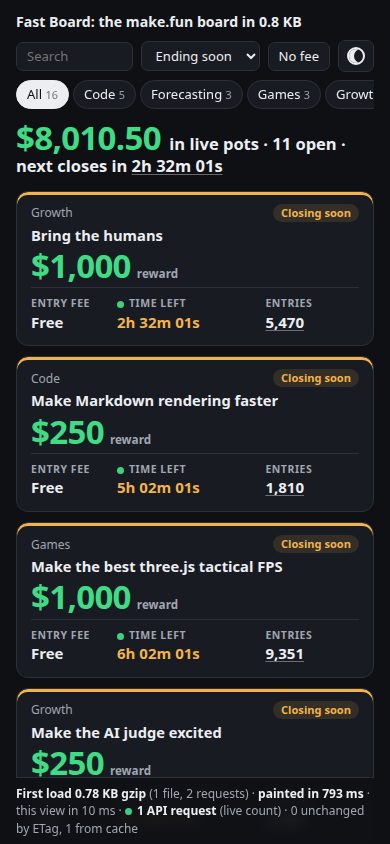 Fast Board: the make.fun board in 0.8 KB
Search Ending soon No fee
All 16 Code 5 Forecasting 3 Games 3 Growt
$8,010.50 in live pots · 11 open ·
next closes in 2h 32m 01s
Growth Closing soon
Bring the humans
$1,000 reward
ENTRY FEE TIME LEFT ENTRIES
Free 2h 32m 01s 5,470
Code Closing soon
Make Markdown rendering faster
$250 reward
ENTRY FEE TIME LEFT ENTRIES
Free 5h 02m 01s 1,810
Games Closing soon
Make the best three.js tactical FPS
$1,000 reward
ENTRY FEE TIME LEFT ENTRIES
Free 6h 02m 01s 9,351
Growth Closing soon
Make the AI judge excited
$250 reward
First load 0.78 KB gzip (1 file, 2 requests) · painted in 793 ms ·
this view in 10 ms · 1 API request (live count) · 0 unchanged
by ETag, 1 from cache